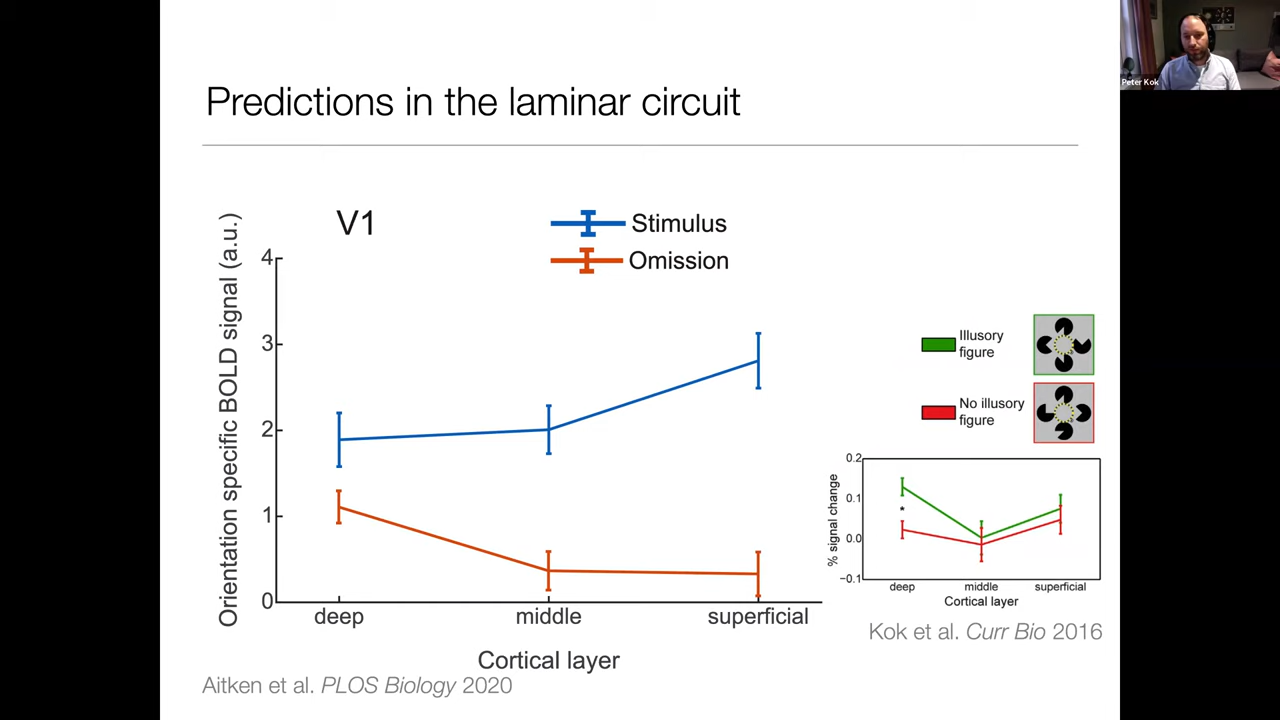 Peter Kok
Predictions in the laminar circuit
V1
Stimulus
Omission
Orientation specific BOLD signal (a.u.)
4
3
2
1
0
deep
middle
superficial
Cortical layer
Aitken et al. PLOS Biology 2020
Illusory
figure
No illusory
figure
% signal change
0.2
0.1
0.0
−0.1
*
deep
middle
superficial
Cortical layer
Kok et al. Curr Bio 2016